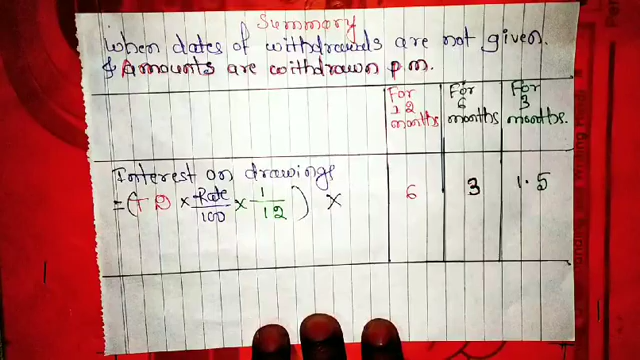 Summary
When dates of withdrawals are not given.
& Amounts are withdrawn p m.
For 12 months
For 6 months
For 3 months.
Interest on drawings
= (TD × Rate/100 × 1/12) × 6 3 1.5